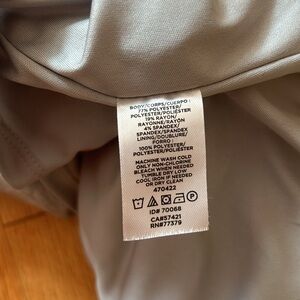 BODY/CORPS/CUERPO:
77% POLYESTER/
POLYESTER/POLIÉSTER
19% RAYON/
RAYONNE/RAYÓN
4% SPANDEX/
SPANDEX/SPANDEX
LINING/DOUBLURE/
FORRO:
100% POLYESTER/
POLYESTER/POLIÉSTER
MACHINE WASH COLD
ONLY NON-CHLORINE
BLEACH WHEN NEEDED
TUMBLE DRY LOW
COOL IRON IF NEEDED
OR DRY CLEAN
470422
ID# 70068
CA#57421
RN#77379